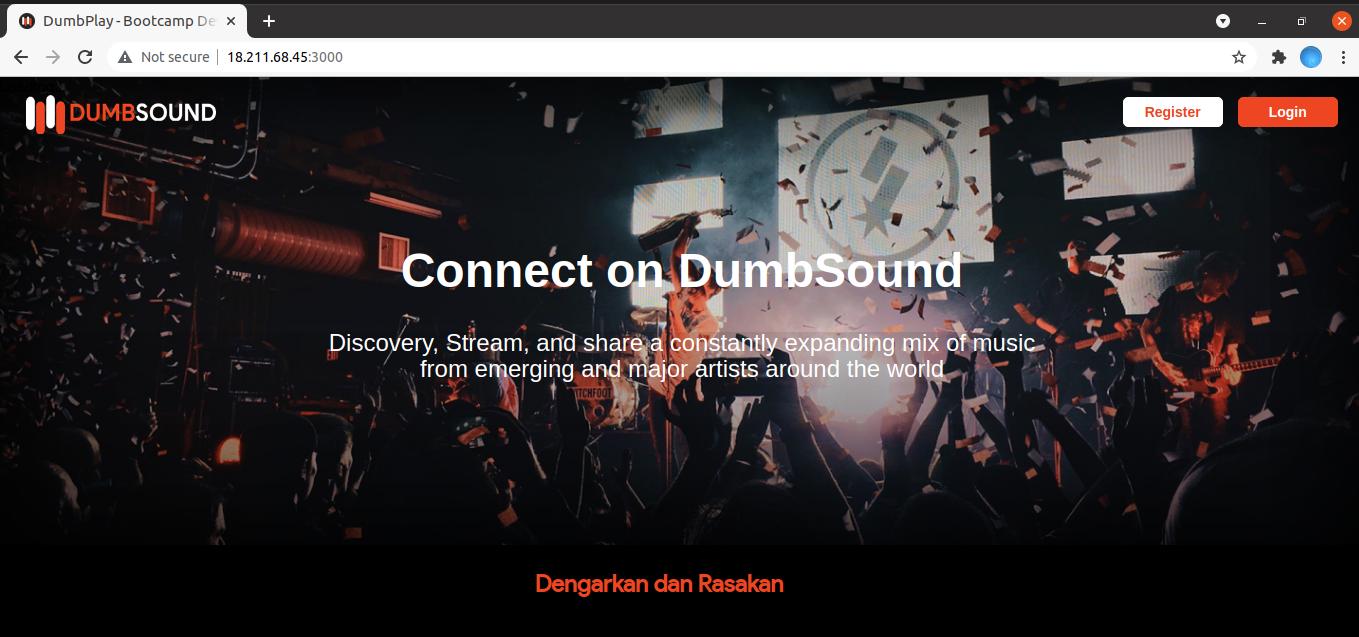 DumbPlay - Bootcamp De
Not secure
18.211.68.45:3000
DUMBSOUND
Register
Login
Connect on DumbSound
Discovery, Stream, and share a constantly expanding mix of music
from emerging and major artists around the world
ITCHFOOT
Dengarkan dan Rasakan